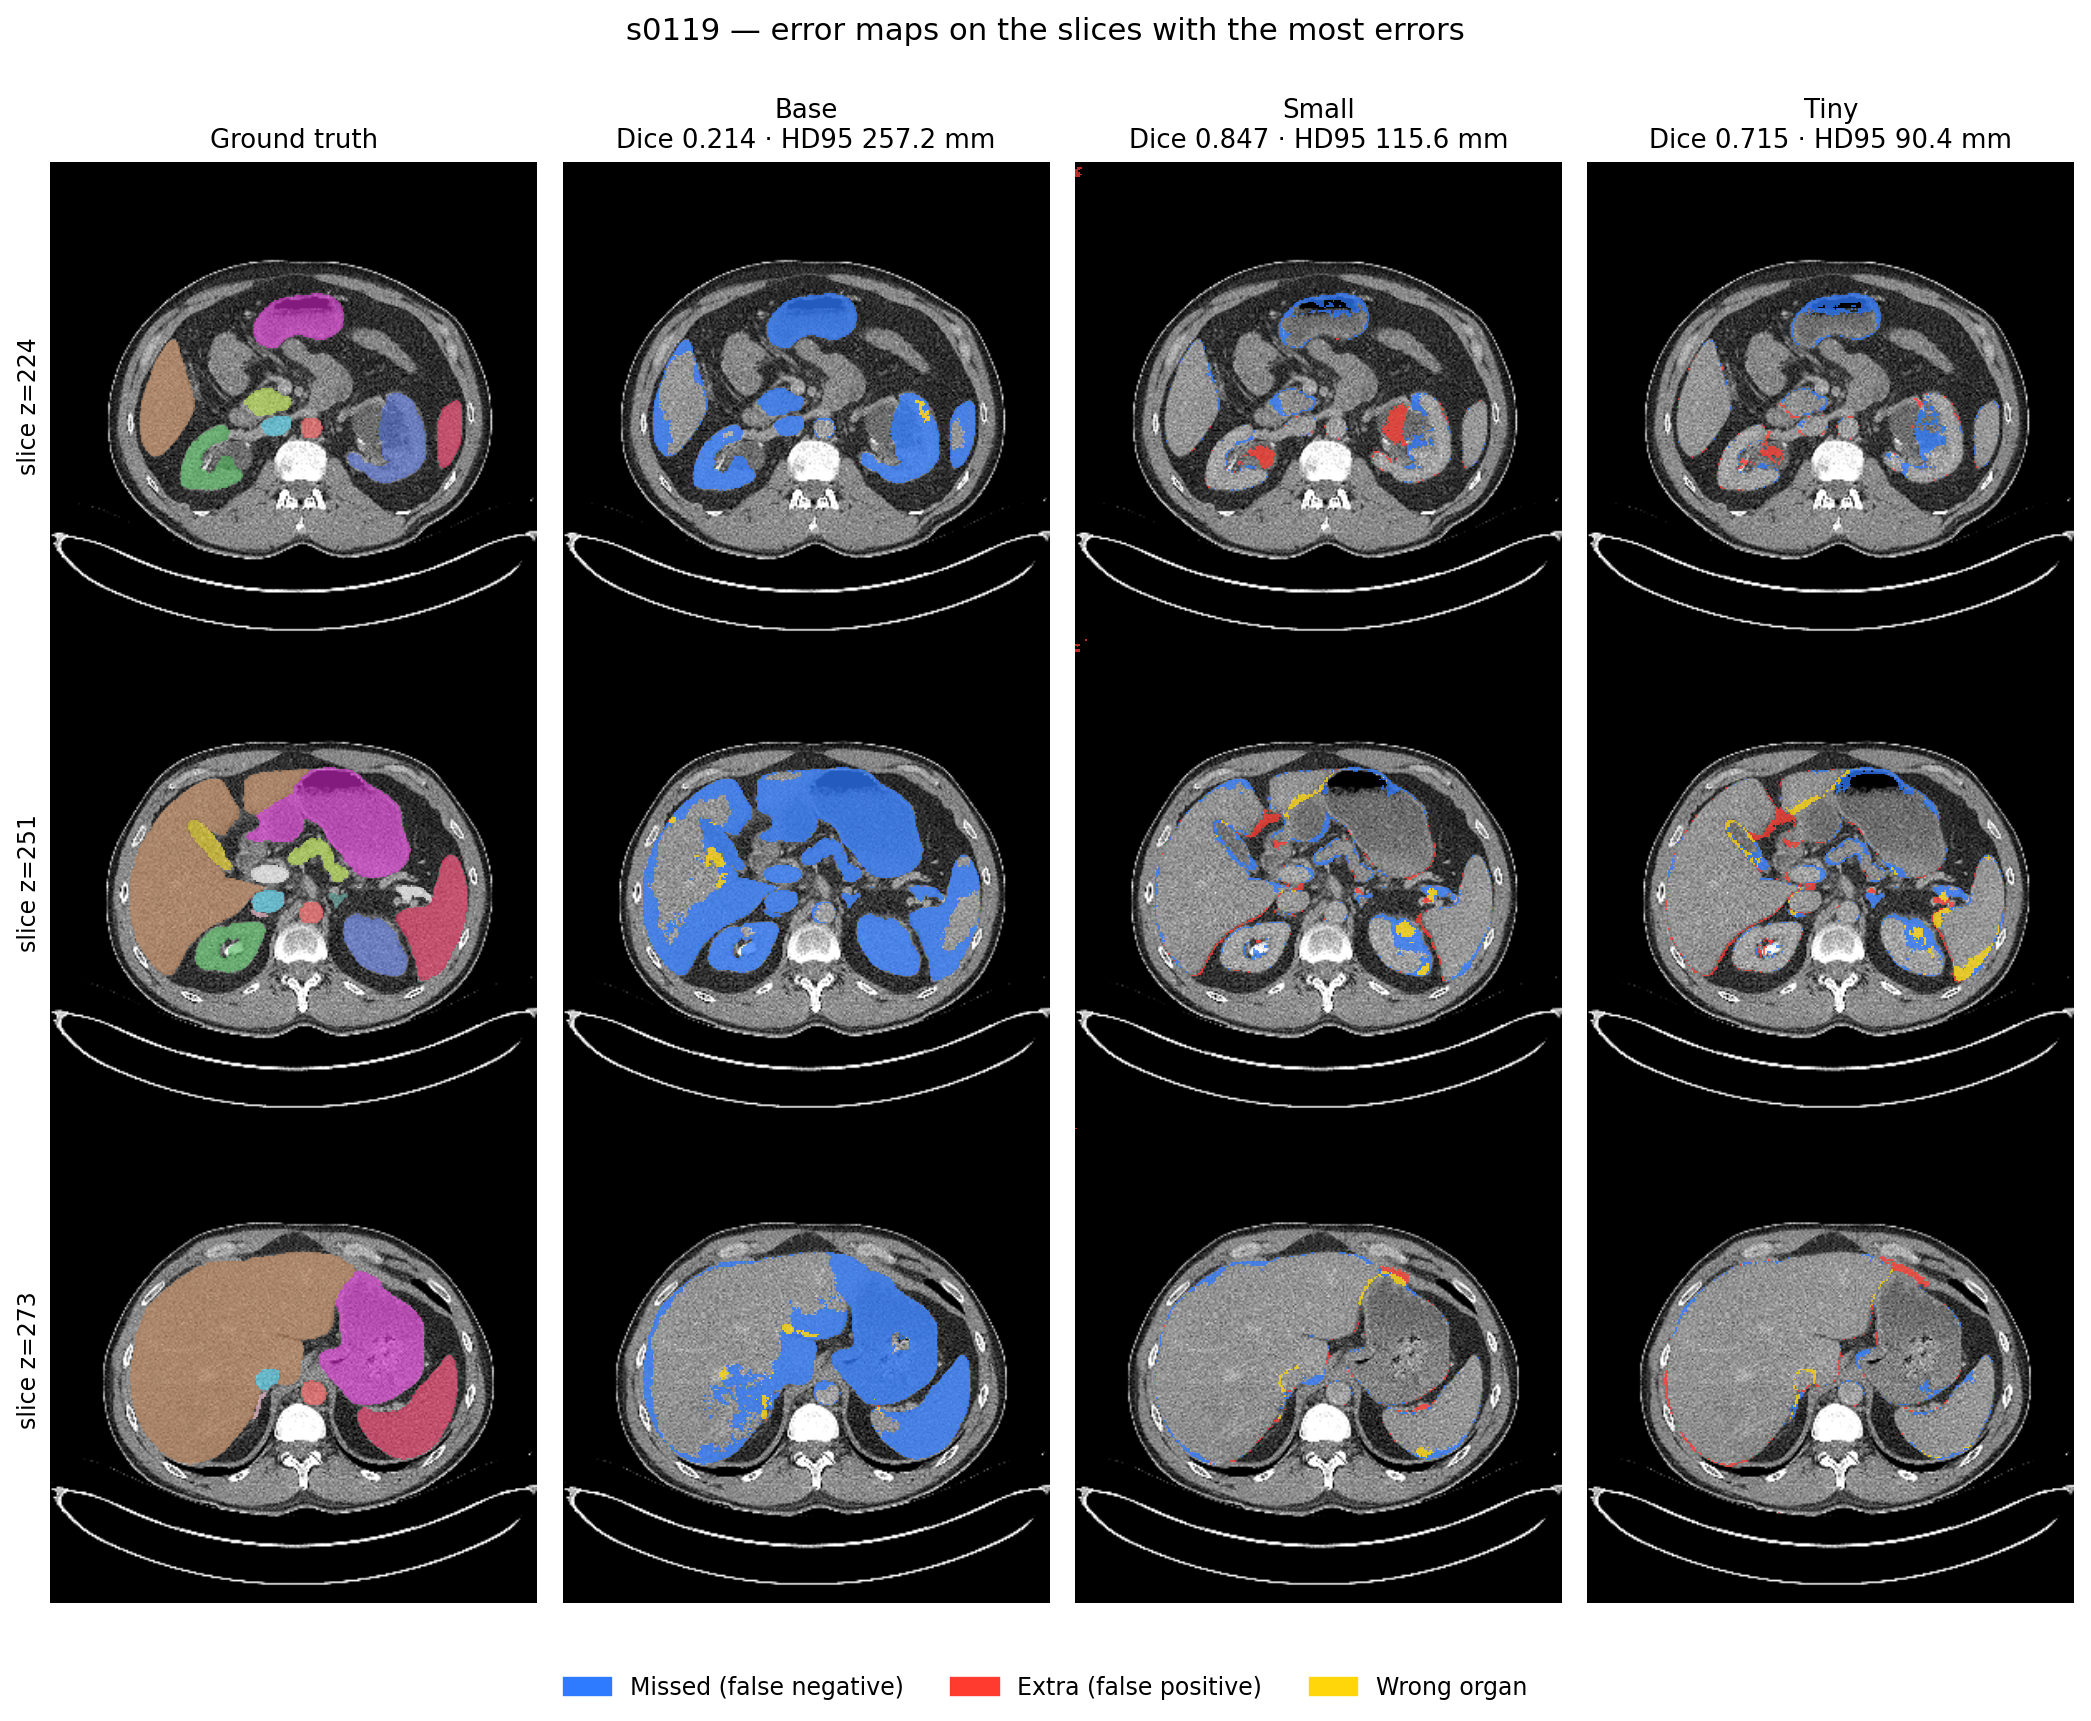 s0119 — error maps on the slices with the most errors
Ground truth
Base
Dice 0.214 · HD95 257.2 mm
Small
Dice 0.847 · HD95 115.6 mm
Tiny
Dice 0.715 · HD95 90.4 mm
slice z=224
slice z=251
slice z=273
Missed (false negative)
Extra (false positive)
Wrong organ